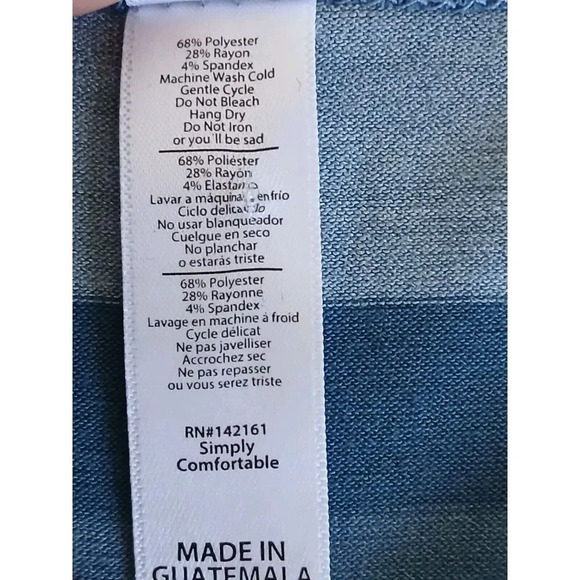 68% Polyester
28% Rayon
4% Spandex
Machine Wash Cold
Gentle Cycle
Do Not Bleach
Hang Dry
Do Not Iron
or you'll be sad
68% Poliéster
28% Rayón
4% Elastano
Lavar a máquina enfrío
Ciclo delicado
No usar blanqueador
Cuelgue en seco
No planchar
o estarás triste
68% Polyester
28% Rayonne
4% Spandex
Lavage en machine à froid
Cycle délicat
Ne pas javelliser
Accrochez sec
Ne pas repasser
ou vous serez triste
RN#142161
Simply
Comfortable
MADE IN
GUATEMALA